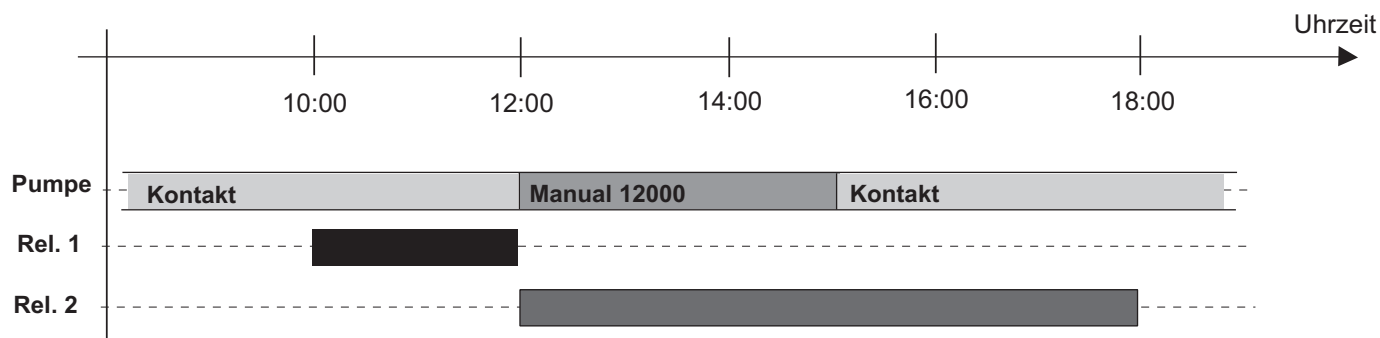 Uhrzeit
10:00 12:00 14:00 16:00 18:00
Pumpe Kontakt Manual 12000 Kontakt
Rel. 1
Rel. 2